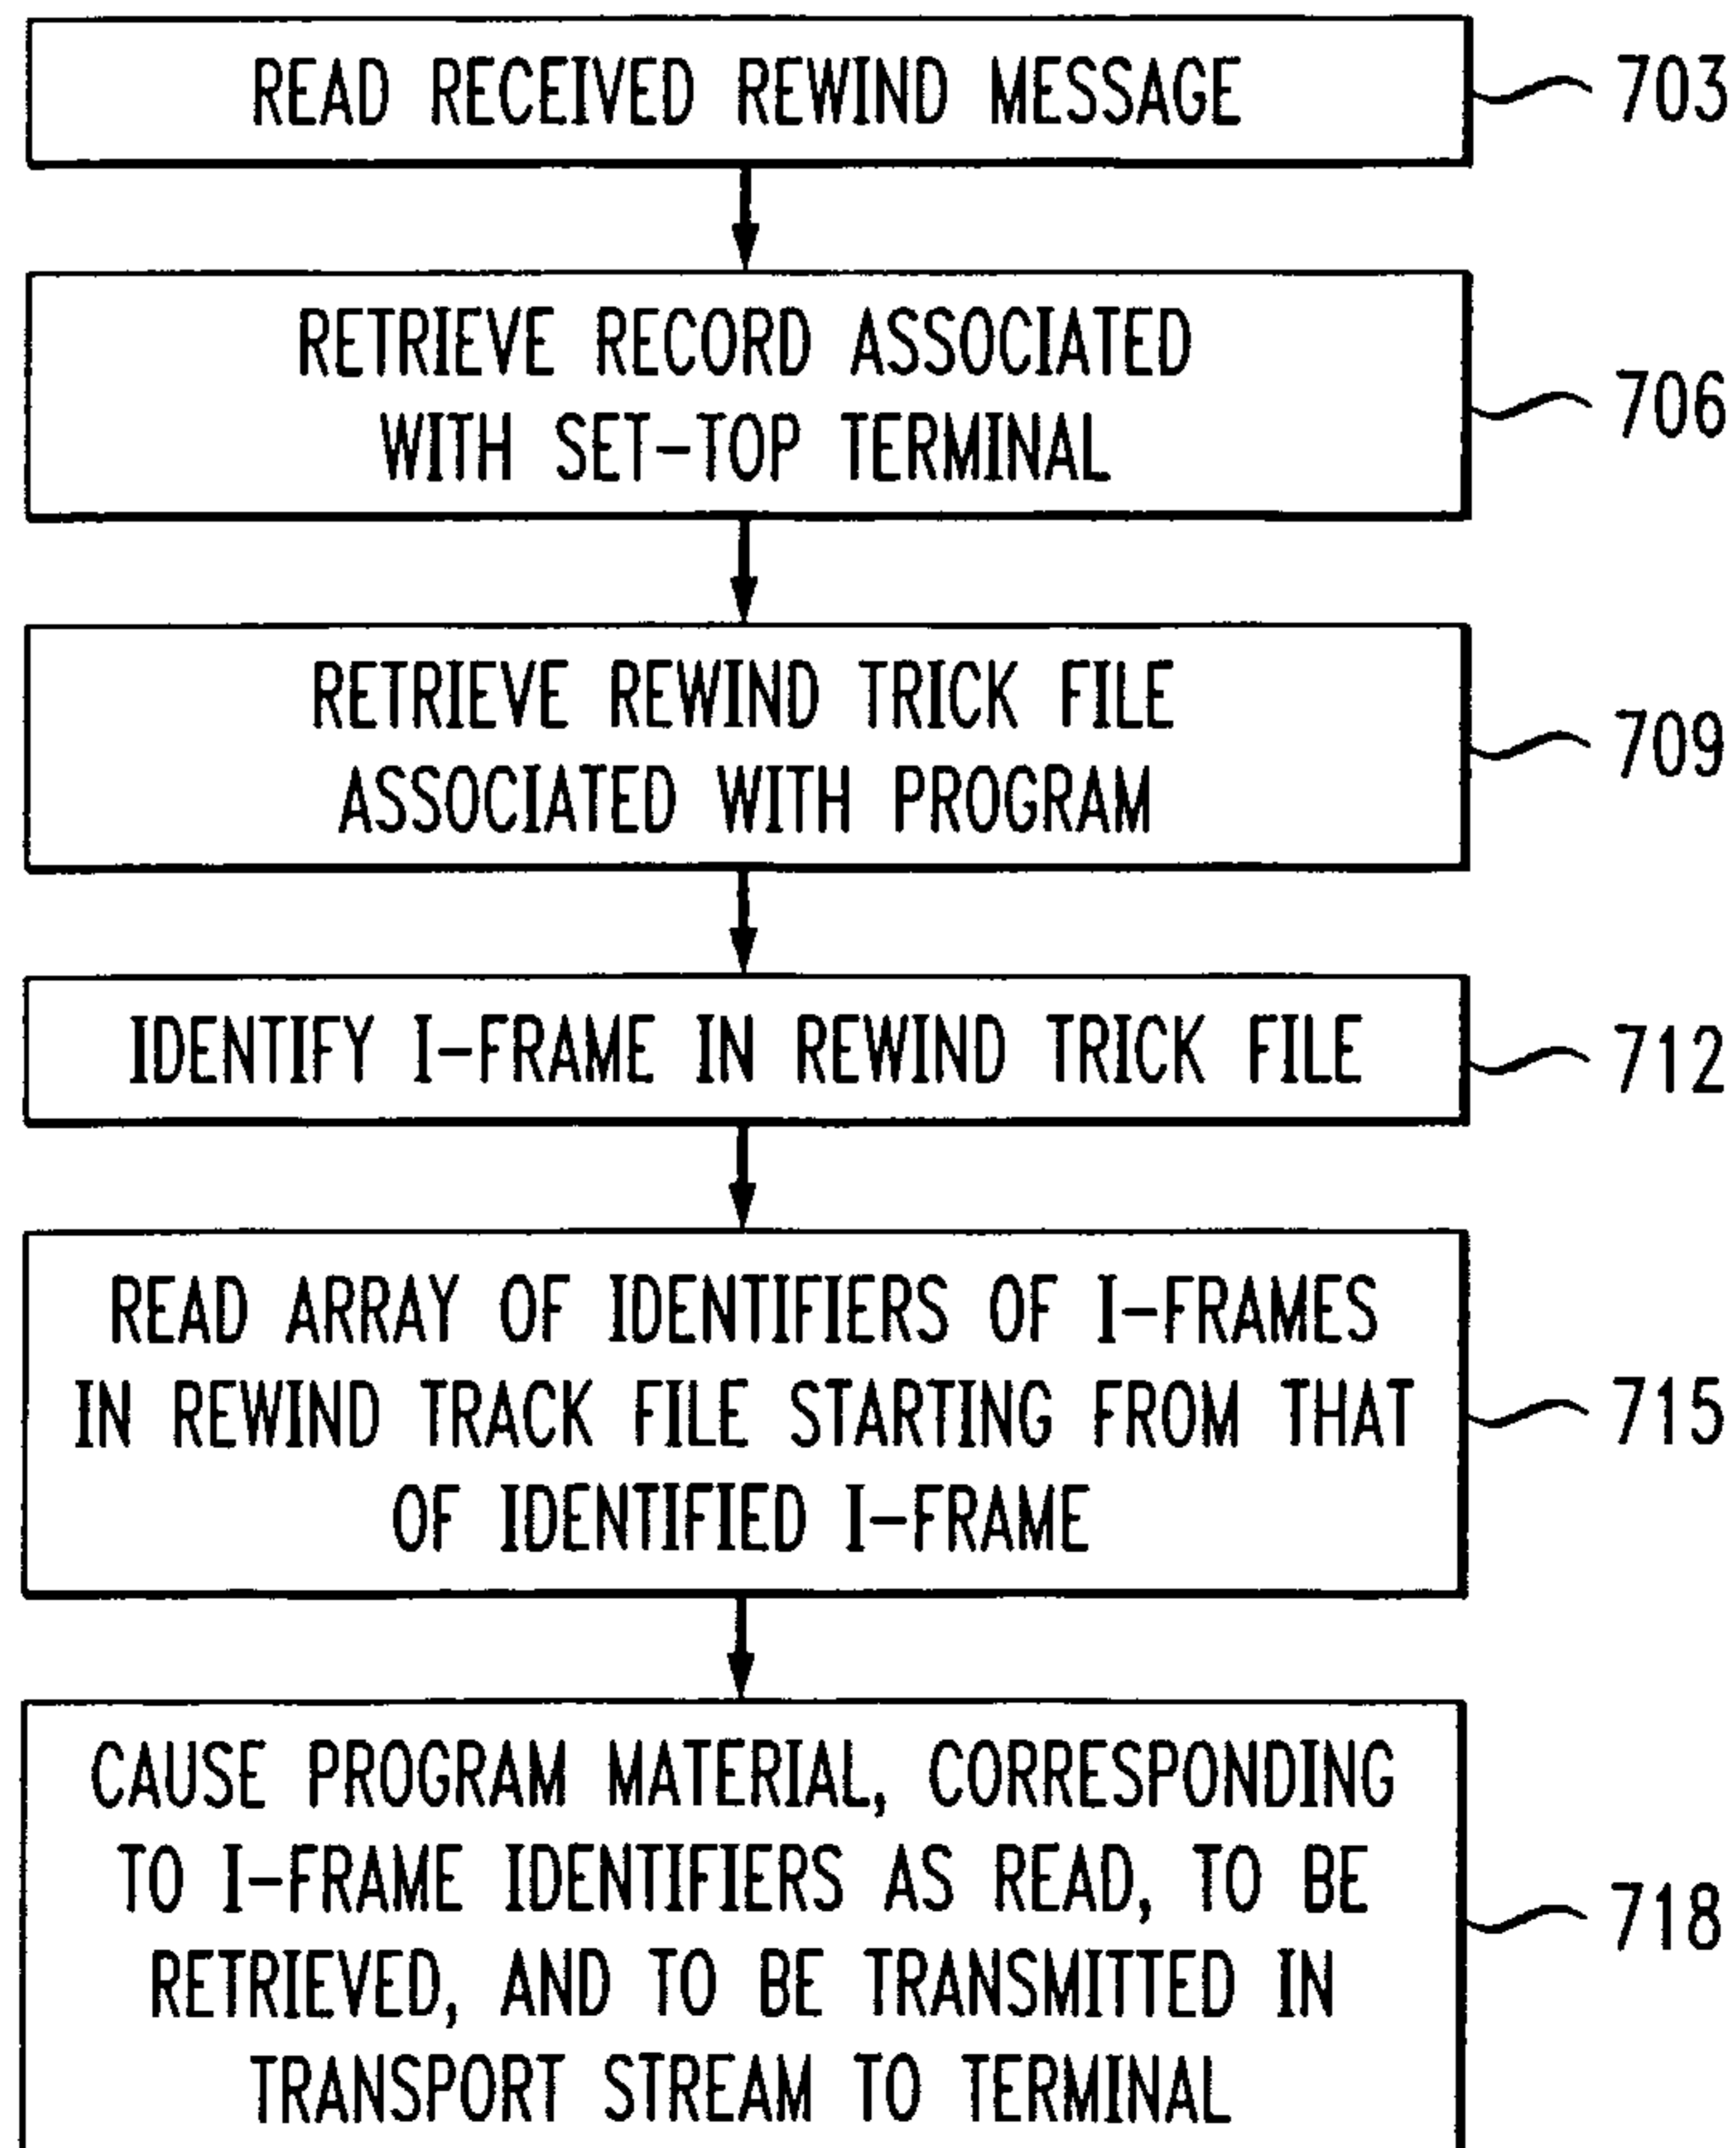 READ RECEIVED REWIND MESSAGE
703
RETRIEVE RECORD ASSOCIATED
WITH SET-TOP TERMINAL
706
RETRIEVE REWIND TRICK FILE
ASSOCIATED WITH PROGRAM
709
IDENTIFY I-FRAME IN REWIND TRICK FILE
712
READ ARRAY OF IDENTIFIERS OF I-FRAMES
IN REWIND TRACK FILE STARTING FROM THAT
OF IDENTIFIED I-FRAME
715
CAUSE PROGRAM MATERIAL, CORRESPONDING
TO I-FRAME IDENTIFIERS AS READ, TO BE
RETRIEVED, AND TO BE TRANSMITTED IN
TRANSPORT STREAM TO TERMINAL
718